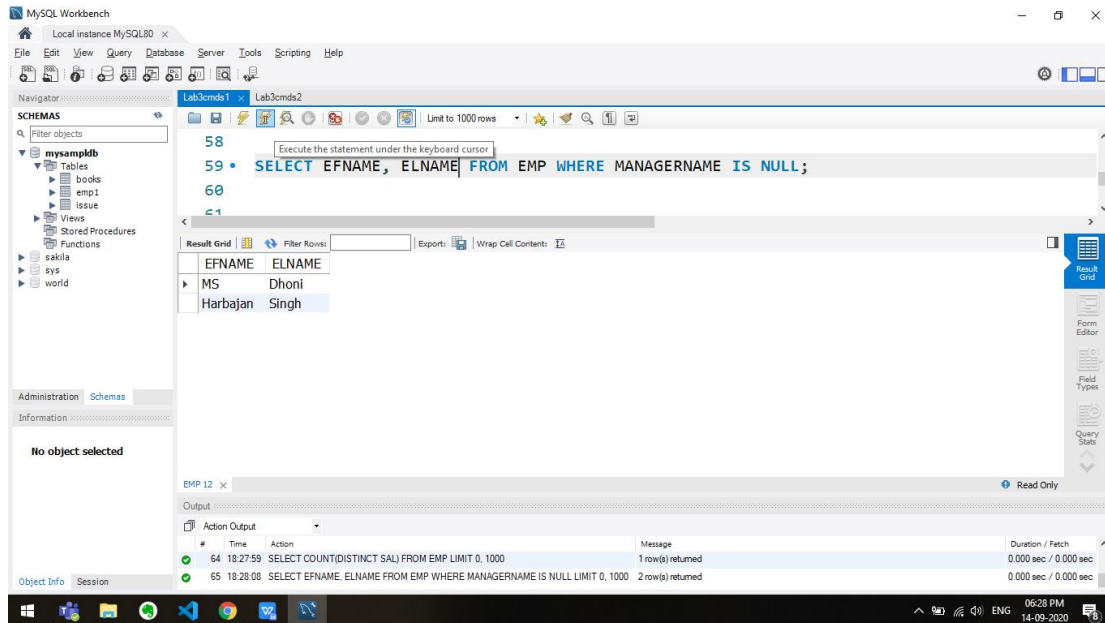 MySQL Workbench
Local instance MySQL80
File Edit View Query Database Server Tools Scripting Help
Navigator
SCHEMAS
Filter objects
mysampldb
Tables
books
emp1
issue
Views
Stored Procedures
Functions
sakila
sys
world
Administration Schemas
Information
No object selected
Object Info Session
Lab3cmds1 Lab3cmds2
Limit to 1000 rows
58
Execute the statement under the keyboard cursor
59 SELECT EFNAME, ELNAME FROM EMP WHERE MANAGERNAME IS NULL;
60
61
Result Grid Filter Rows: Export: Wrap Cell Content:
EFNAME ELNAME
MS Dhoni
Harbajan Singh
Result Grid
Form Editor
Field Types
Query Stats
EMP 12 Read Only
Output
Action Output
# Time Action Message Duration / Fetch
64 18:27:59 SELECT COUNT(DISTINCT SAL) FROM EMP LIMIT 0, 1000 1 row(s) returned 0.000 sec / 0.000 sec
65 18:28:08 SELECT EFNAME, ELNAME FROM EMP WHERE MANAGERNAME IS NULL LIMIT 0, 1000 2 row(s) returned 0.000 sec / 0.000 sec
ENG 06:28 PM
14-09-2020
8